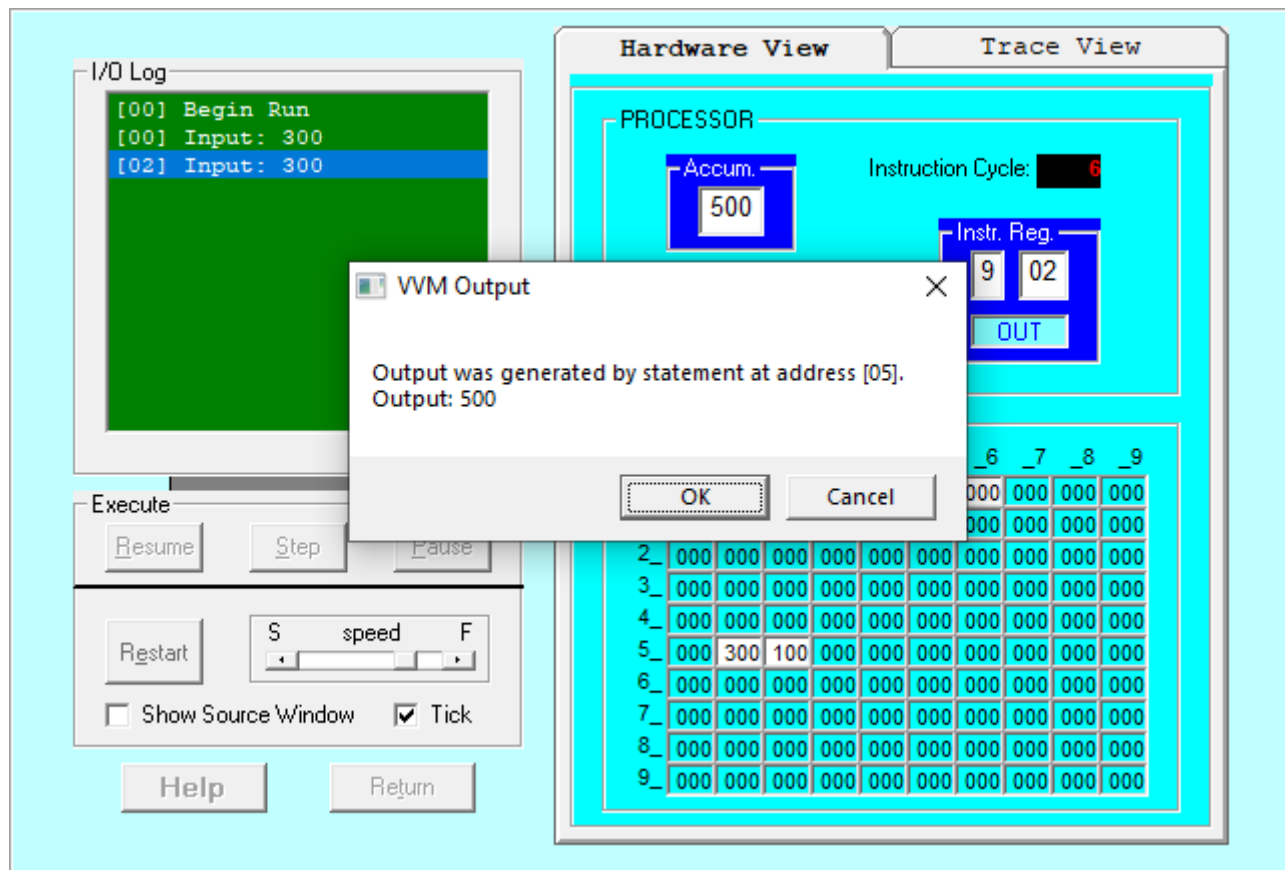 Hardware View
Trace View
I/O Log
[00] Begin Run
[00] Input: 300
[02] Input: 300
PROCESSOR
Accum.
500
Instruction Cycle: 6
Instr. Reg.
9 02
OUT
VVM Output
Output was generated by statement at address [05].
Output: 500
OK Cancel
Execute
Resume Step Pause
Restart
S speed F
Show Source Window Tick
Help Return
_6 _7 _8 _9
000 000 000 000
000 000 000 000
2_ 000 000 000 000 000 000 000 000 000 000
3_ 000 000 000 000 000 000 000 000 000 000
4_ 000 000 000 000 000 000 000 000 000 000
5_ 000 300 100 000 000 000 000 000 000 000
6_ 000 000 000 000 000 000 000 000 000 000
7_ 000 000 000 000 000 000 000 000 000 000
8_ 000 000 000 000 000 000 000 000 000 000
9_ 000 000 000 000 000 000 000 000 000 000